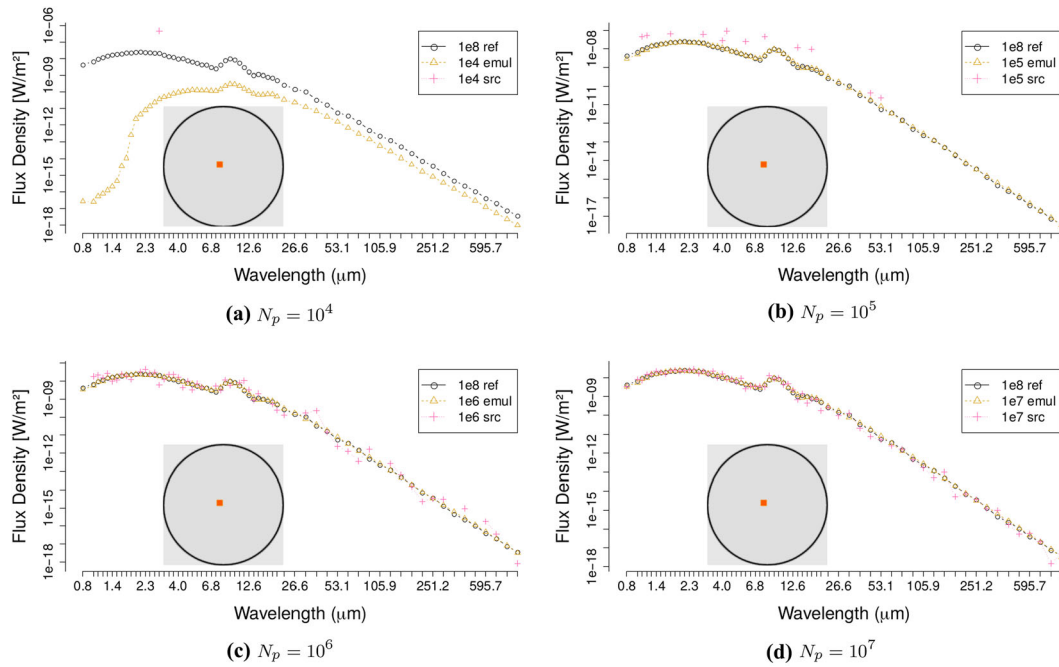 1e-06
1e-09
1e-12
1e-15
1e-18
Flux Density [W/m²]
1e8 ref
1e4 emul
1e4 src
0.8 1.4 2.3 4.0 6.8 12.6 26.6 53.1 105.9 251.2 595.7
Wavelength (μm)
(a) N_p = 10^4
1e-08
1e-11
1e-14
1e-17
Flux Density [W/m²]
1e8 ref
1e5 emul
1e5 src
0.8 1.4 2.3 4.0 6.8 12.6 26.6 53.1 105.9 251.2 595.7
Wavelength (μm)
(b) N_p = 10^5
1e-09
1e-12
1e-15
1e-18
Flux Density [W/m²]
1e8 ref
1e6 emul
1e6 src
0.8 1.4 2.3 4.0 6.8 12.6 26.6 53.1 105.9 251.2 595.7
Wavelength (μm)
(c) N_p = 10^6
1e-09
1e-12
1e-15
1e-18
Flux Density [W/m²]
1e8 ref
1e7 emul
1e7 src
0.8 1.4 2.3 4.0 6.8 12.6 26.6 53.1 105.9 251.2 595.7
Wavelength (μm)
(d) N_p = 10^7